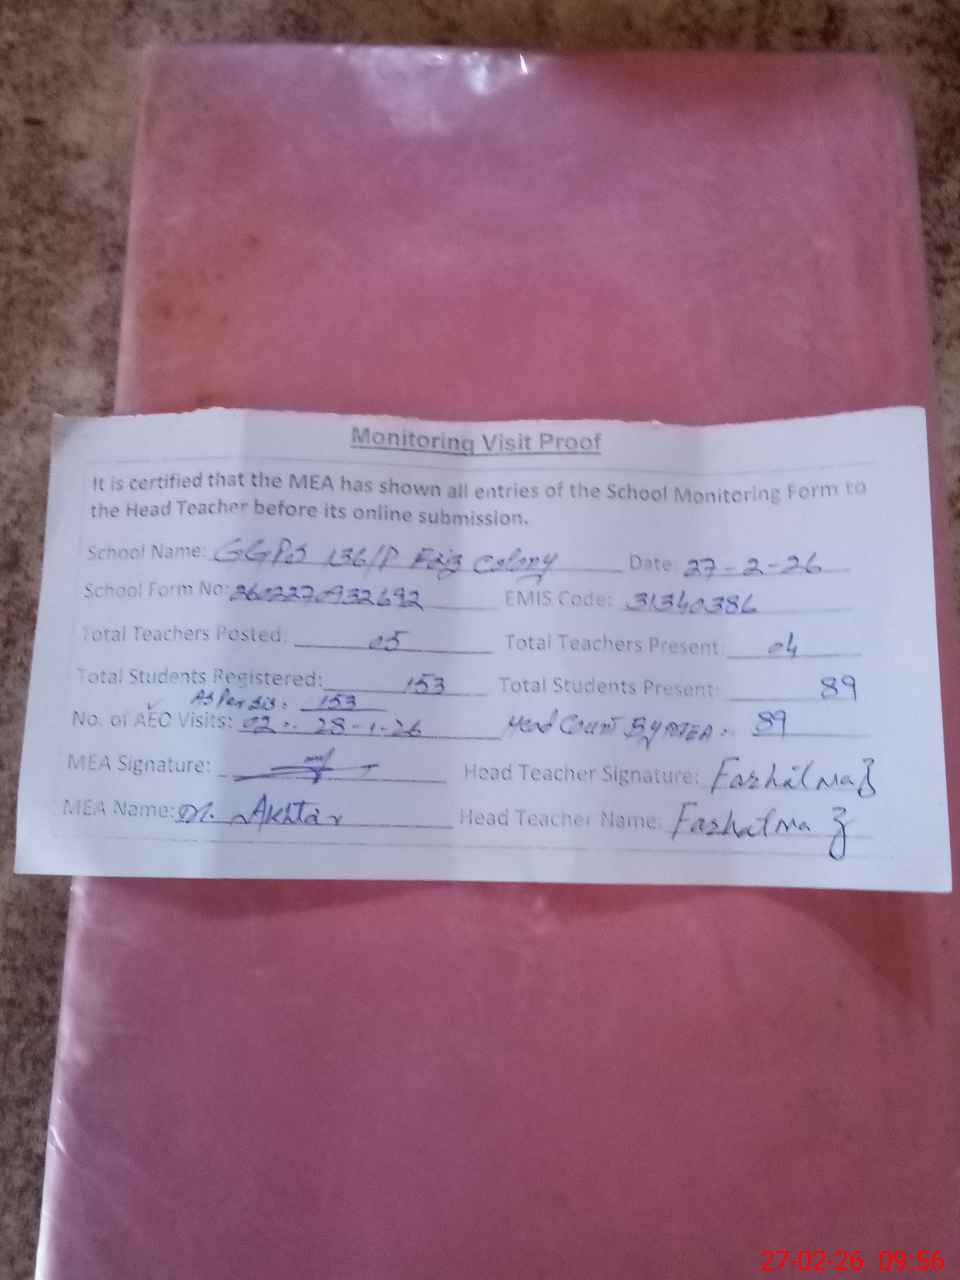 Monitoring Visit Proof
It is certified that the MEA has shown all entries of the School Monitoring Form to
the Head Teacher before its online submission.
School Name: GGPS 136/P Faiz Colony Date: 27-2-26
School Form No: EMIS Code: 31340386
Total Teachers Posted: 05 Total Teachers Present: 04
Total Students Registered: 153 Total Students Present: 89
As Per SIS: 153
No. of AEO Visits: 02 28-1-26 Head Count By MEA 89
MEA Signature: Head Teacher Signature:
MEA Name: M. Akhtar Head Teacher Name:
27-02-26 09:56